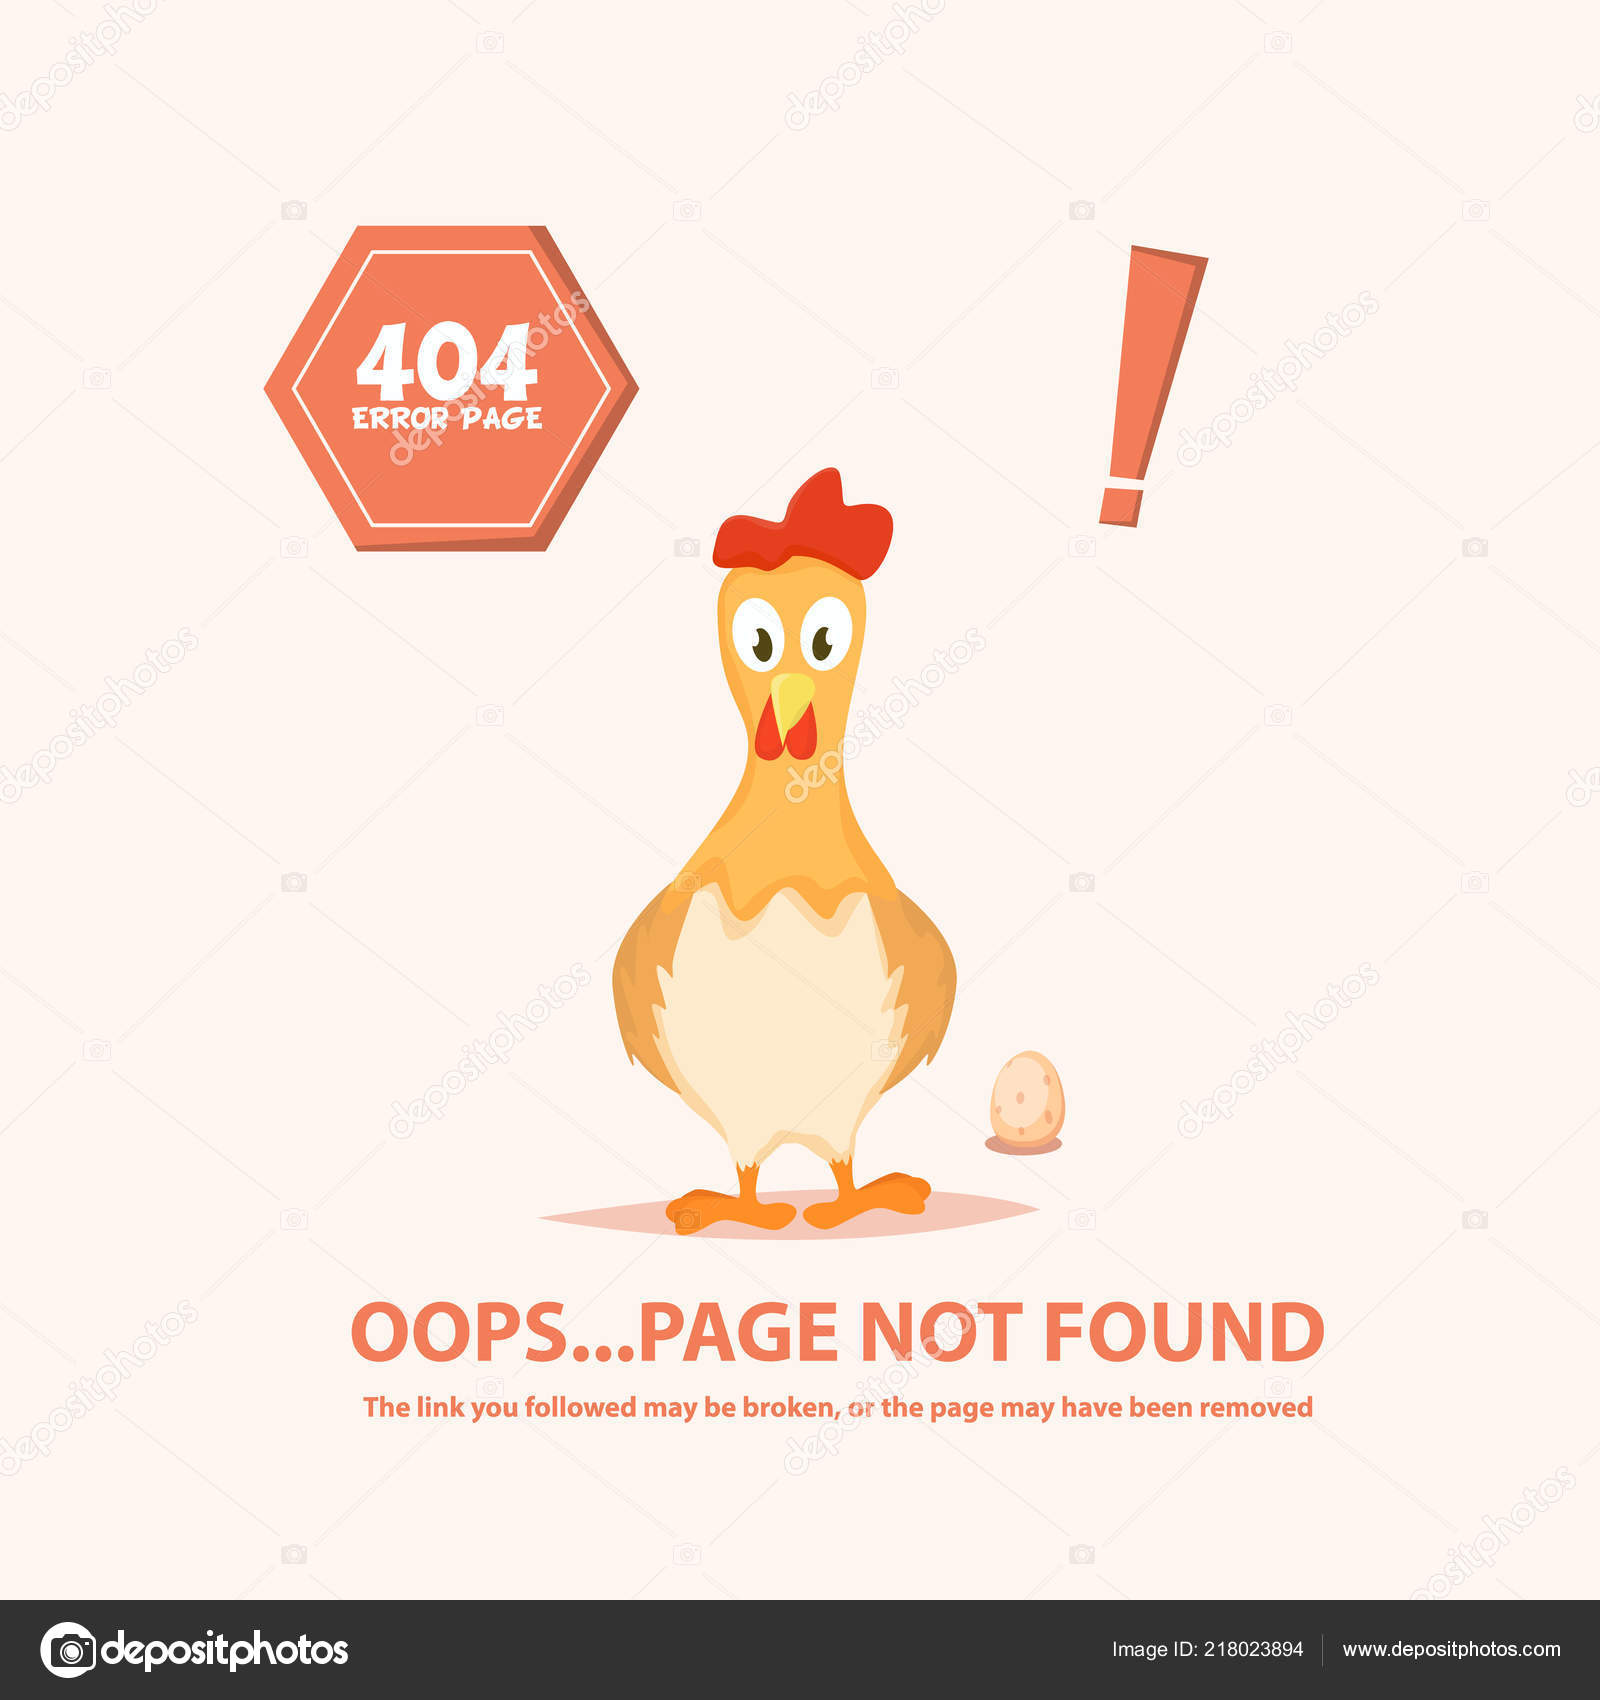 404
ERROR PAGE
OOPS...PAGE NOT FOUND
The link you followed may be broken, or the page may have been removed
depositphotos
Image ID: 218023894
www.depositphotos.com